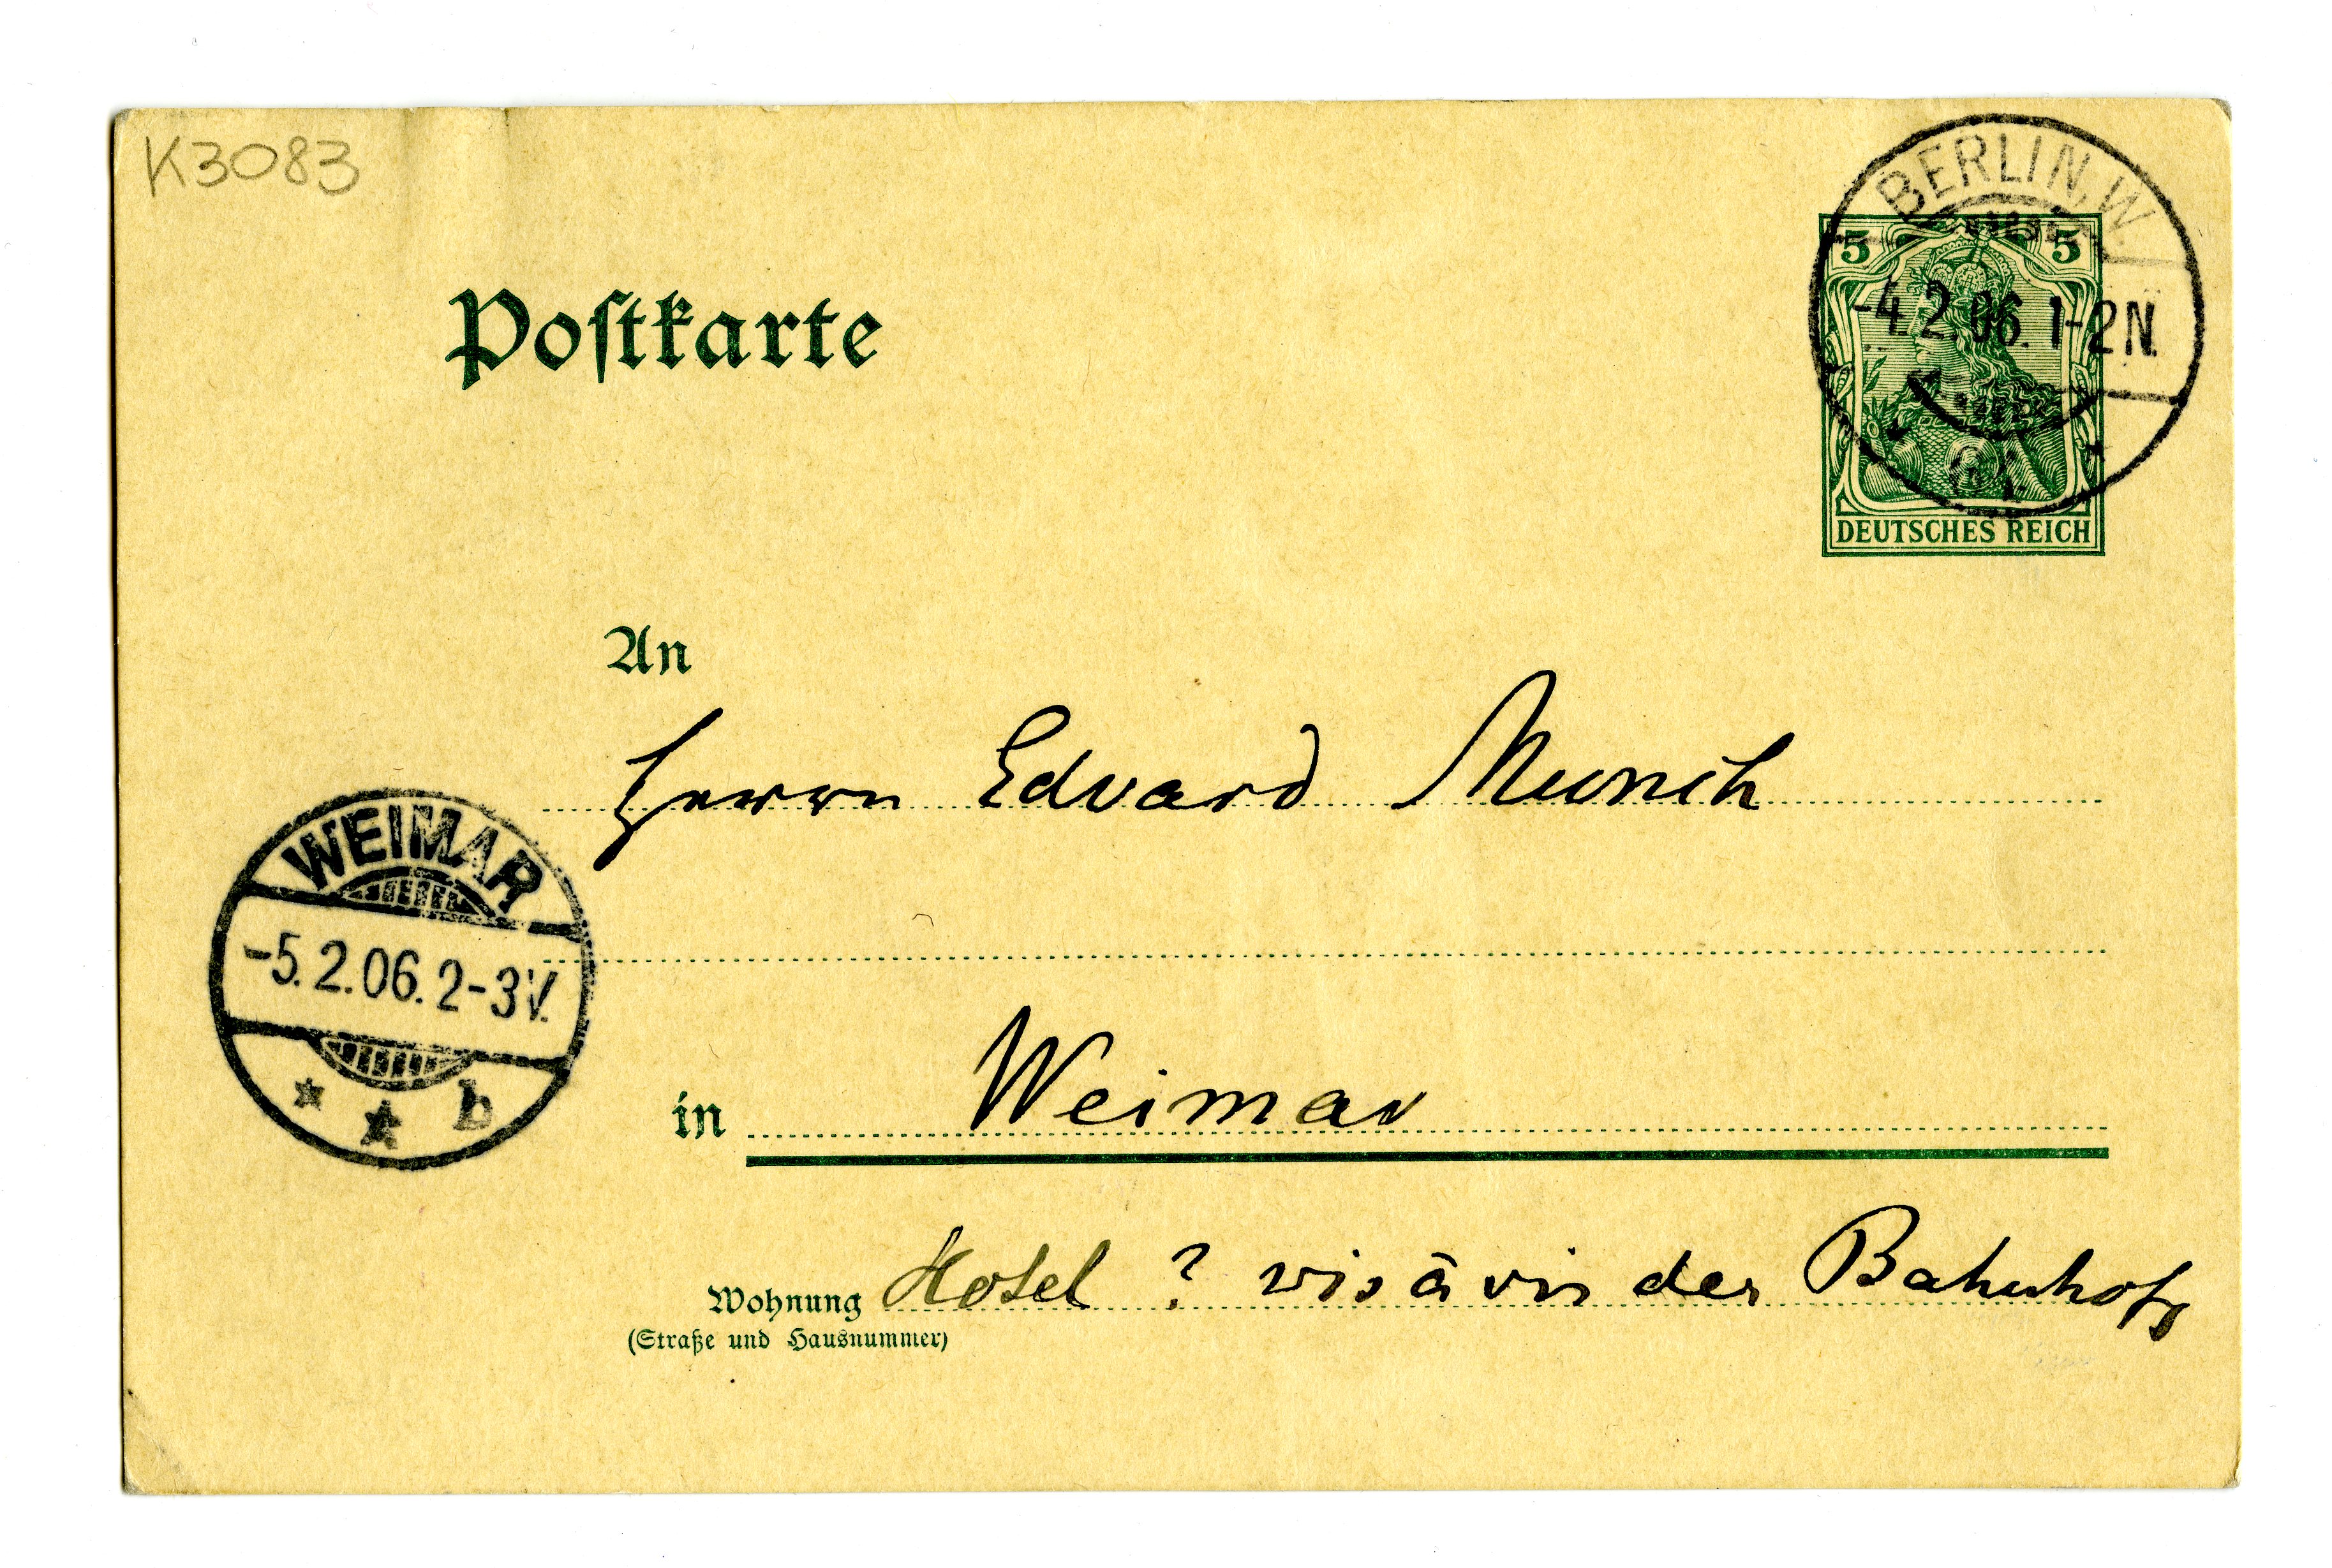 K3083
BERLIN, W.
5 5
-4.2.06. 1-2N.
DEUTSCHES REICH
Postkarte
An
Herrn Edvard Munch
WEIMAR
-5.2.06. 2-3V.
* * b
in Weimar
Wohnung Hotel ? vis à vis der Bahnhofs
(Straße und Hausnummer)